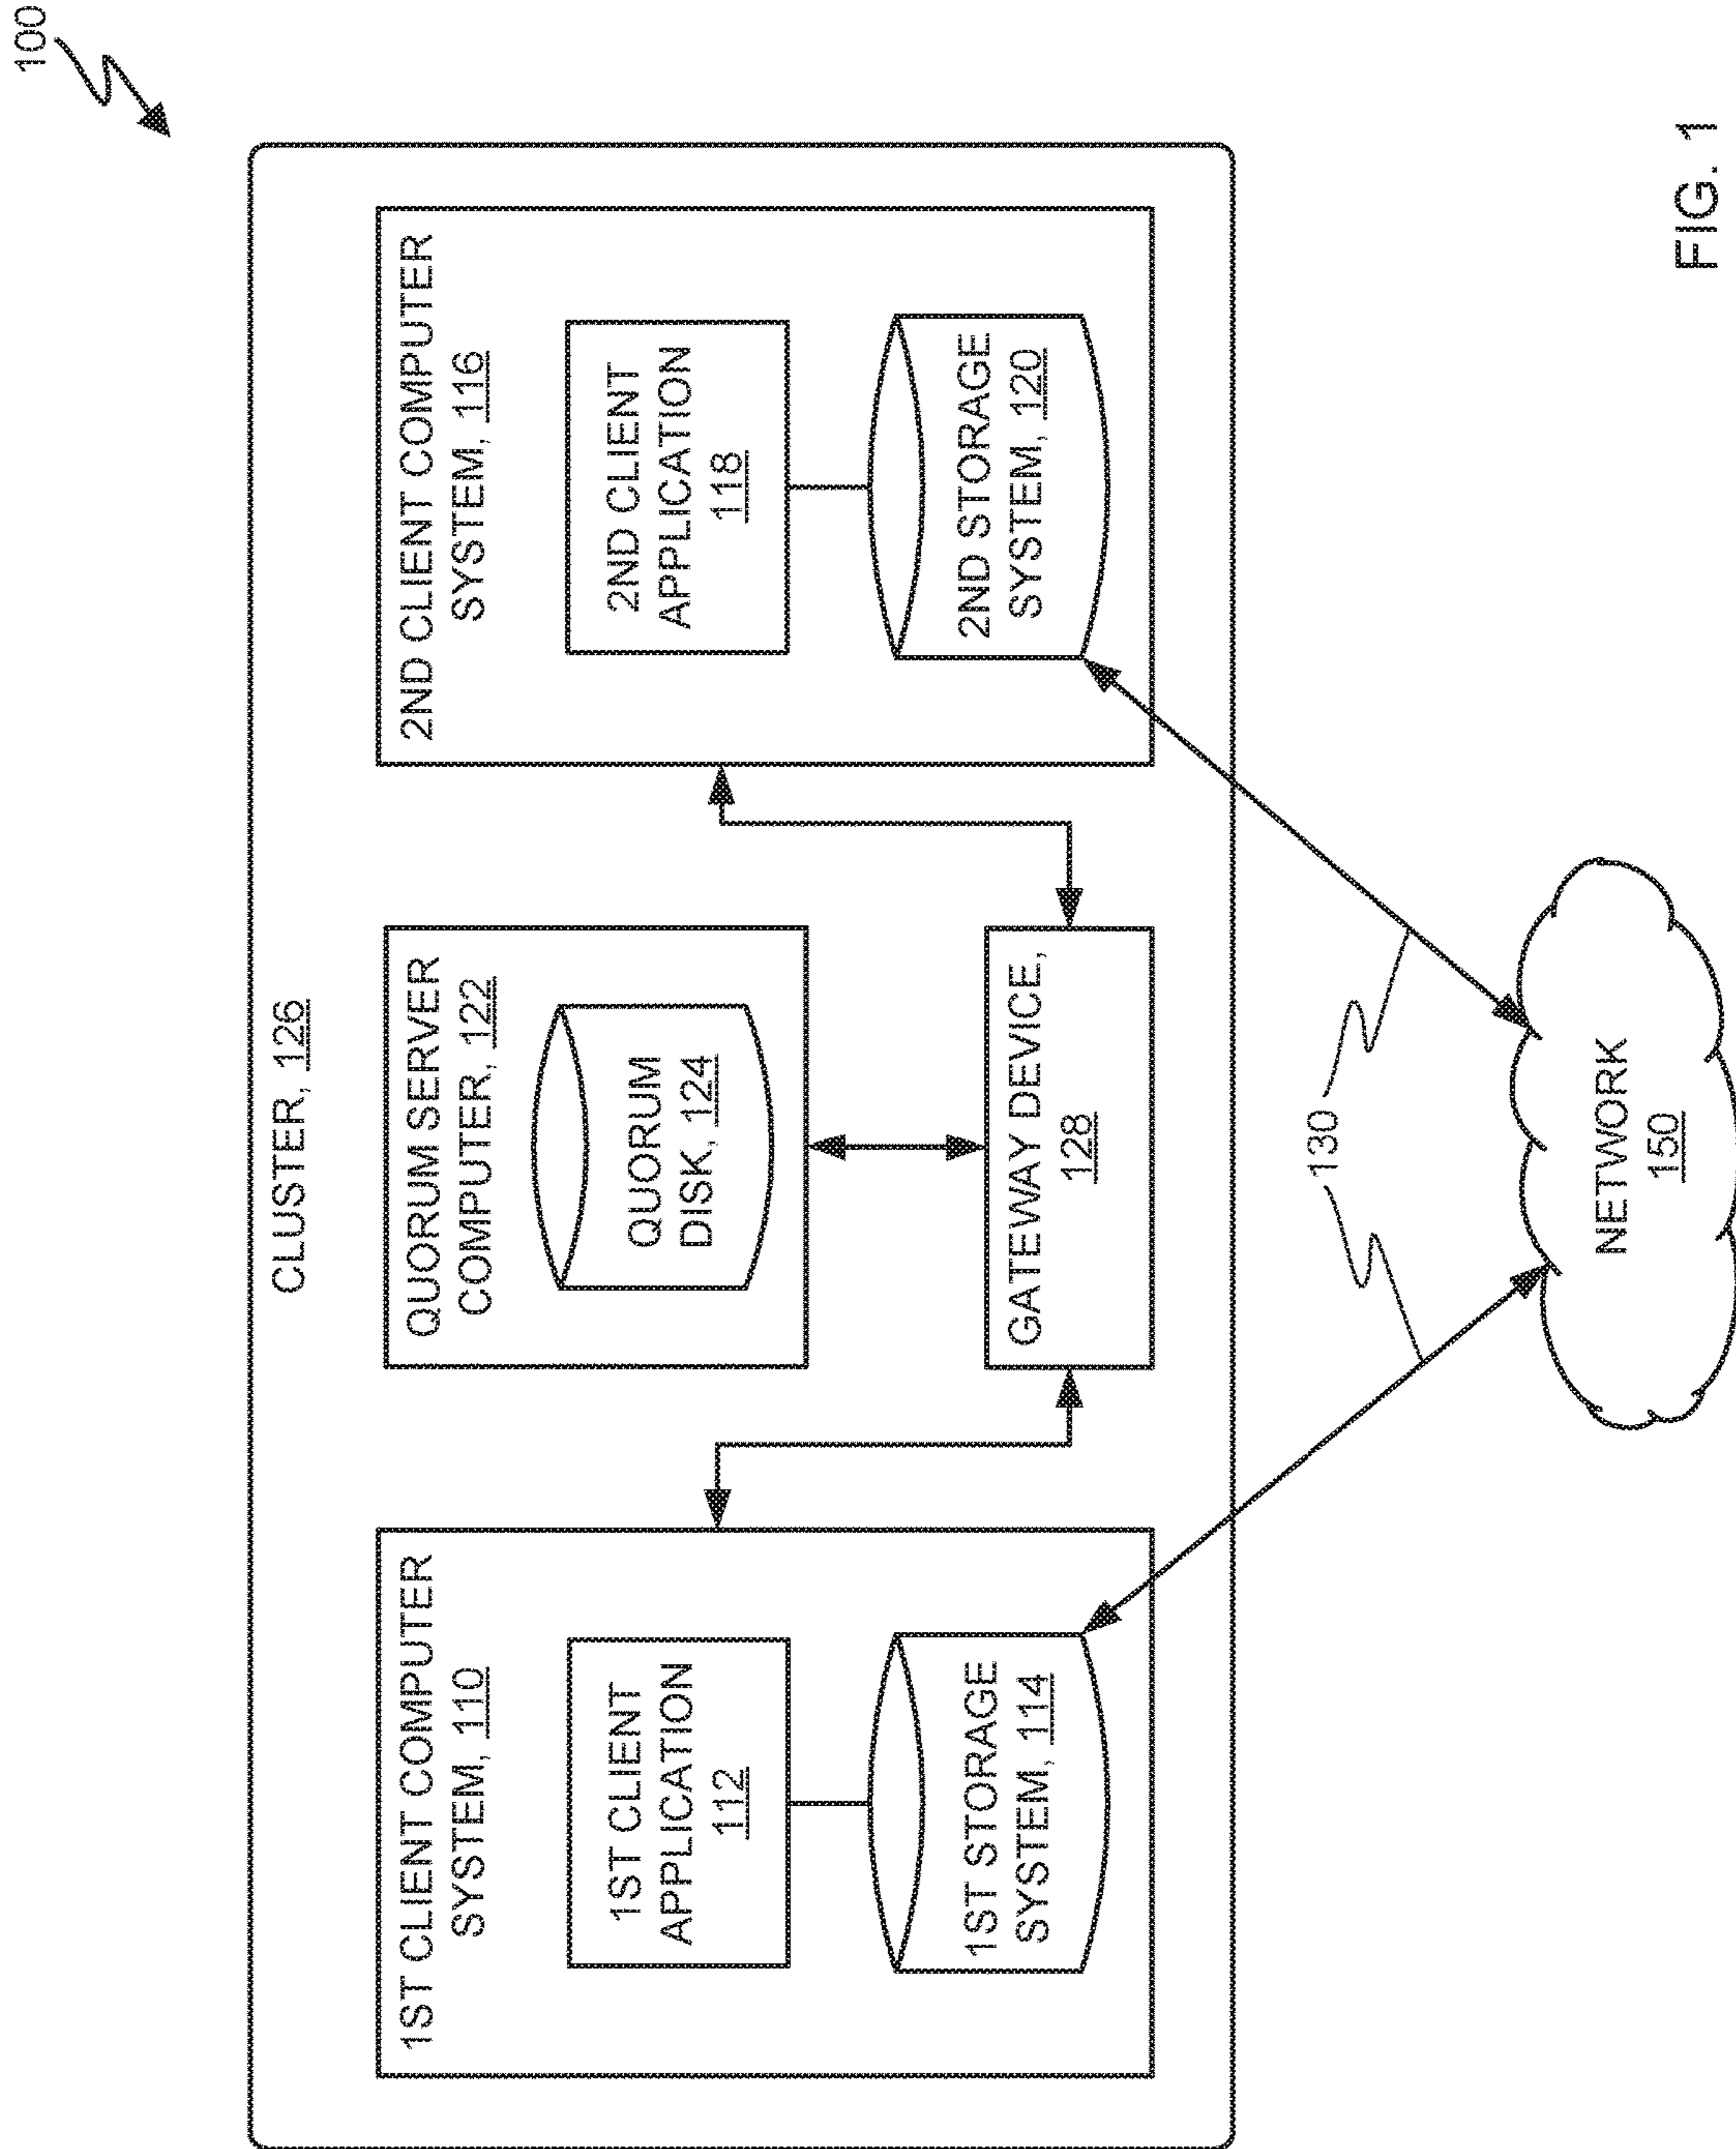 100
CLUSTER, 126
1ST CLIENT COMPUTER
SYSTEM, 110
1ST CLIENT
APPLICATION
112
1ST STORAGE
SYSTEM, 114
QUORUM SERVER
COMPUTER, 122
QUORUM
DISK, 124
GATEWAY DEVICE,
128
2ND CLIENT COMPUTER
SYSTEM, 116
2ND CLIENT
APPLICATION
118
2ND STORAGE
SYSTEM, 120
130
NETWORK
150
FIG. 1